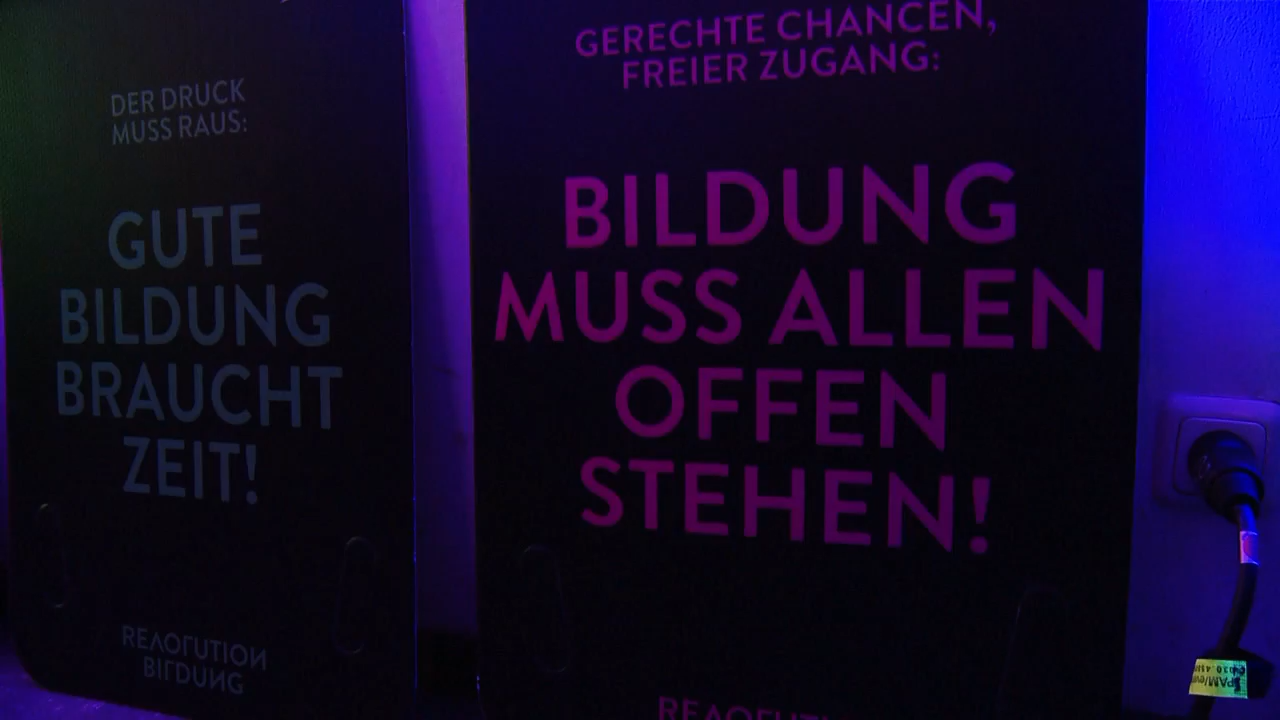 DER DRUCK
MUSS RAUS:
GUTE
BILDUNG
BRAUCHT
ZEIT!
REVOLUTION
BILDUNG
GERECHTE CHANCEN,
FREIER ZUGANG:
BILDUNG
MUSS ALLEN
OFFEN
STEHEN!